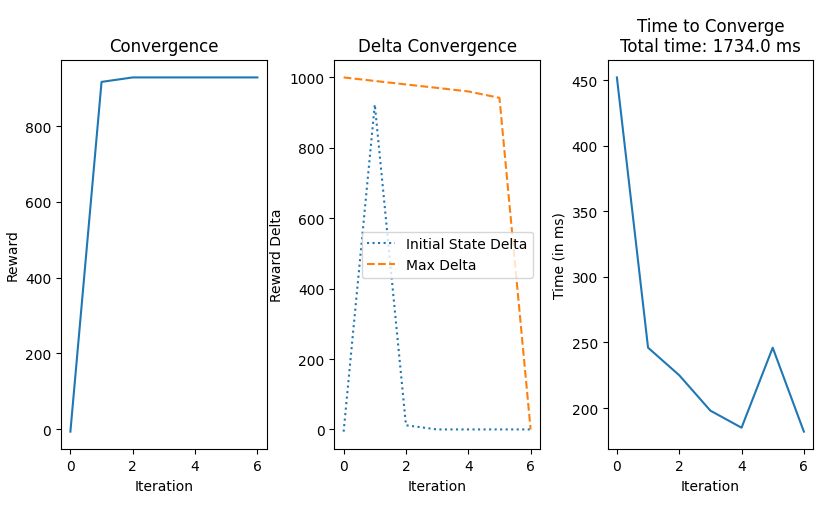 Convergence
800
600
400
200
0
0 2 4 6
Reward
Iteration
Delta Convergence
1000
800
600
400
200
0
0 2 4 6
Reward Delta
Iteration
Initial State Delta
Max Delta
Time to Converge
Total time: 1734.0 ms
450
400
350
300
250
200
0 2 4 6
Time (in ms)
Iteration